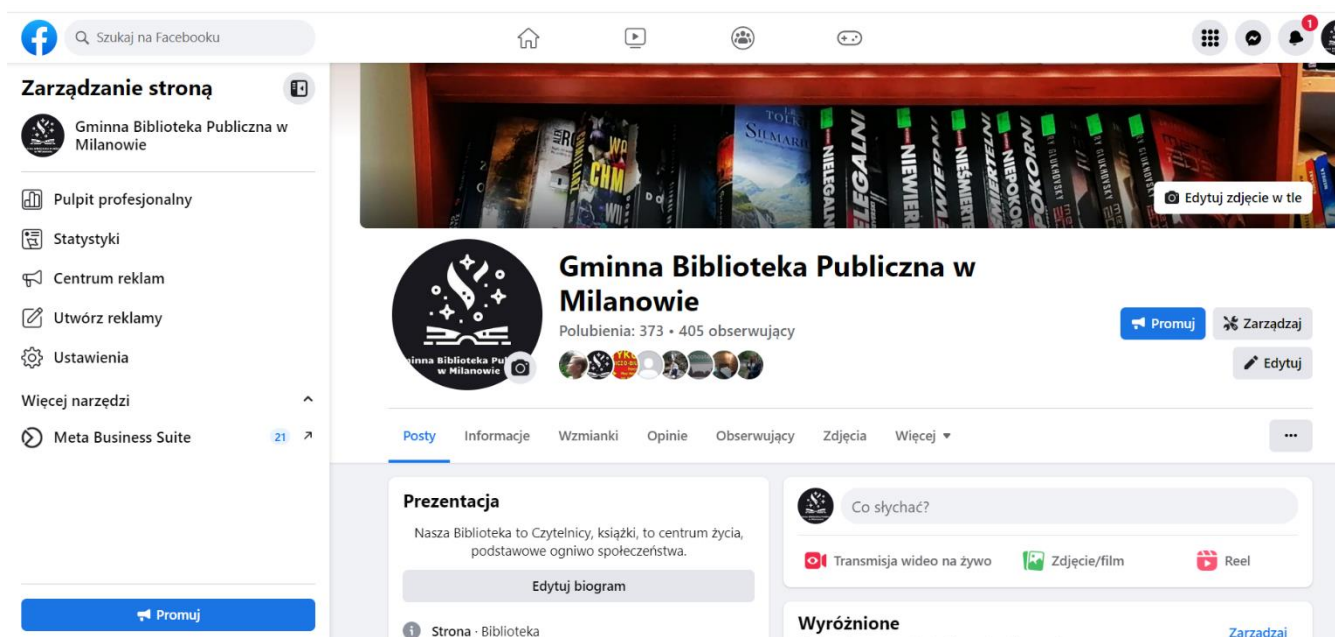 Szukaj na Facebooku
1
Zarządzanie stroną
Gminna Biblioteka Publiczna w
Milanowie
Pulpit profesjonalny
Statystyki
Centrum reklam
Utwórz reklamy
Ustawienia
Więcej narzędzi
Meta Business Suite 21
Promuj
SILMARI
NIELEGALNI
NIEWIERNI
NIEŚMIERTELNI
NIEPOKORNI
Edytuj zdjęcie w tle
w Milanowie
Gminna Biblioteka Publiczna w
Milanowie
Polubienia: 373 • 405 obserwujący
Promuj
Zarządzaj
Edytuj
Posty Informacje Wzmianki Opinie Obserwujący Zdjęcia Więcej
Prezentacja
Nasza Biblioteka to Czytelnicy, książki, to centrum życia,
podstawowe ogniwo społeczeństwa.
Edytuj biogram
Strona · Biblioteka
Co słychać?
Transmisja wideo na żywo Zdjęcie/film Reel
Wyróżnione
Zarządzaj